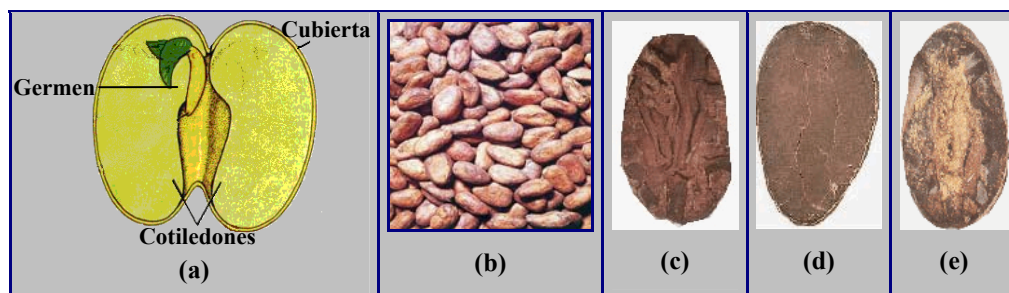 Cubierta
Germen
Cotiledones
(a)
(b)
(c)
(d)
(e)